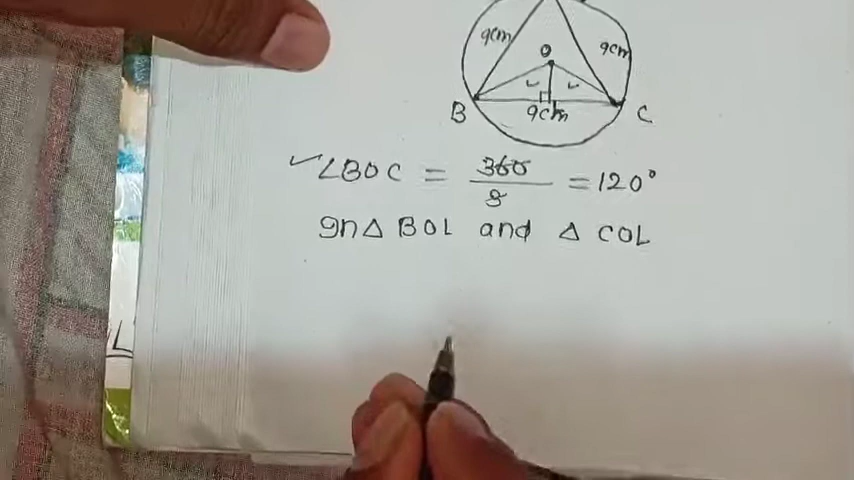 9cm
9cm
O
B
9cm
C
✓∠BOC = 360/3 = 120°
In △ BOL and △ COL
L